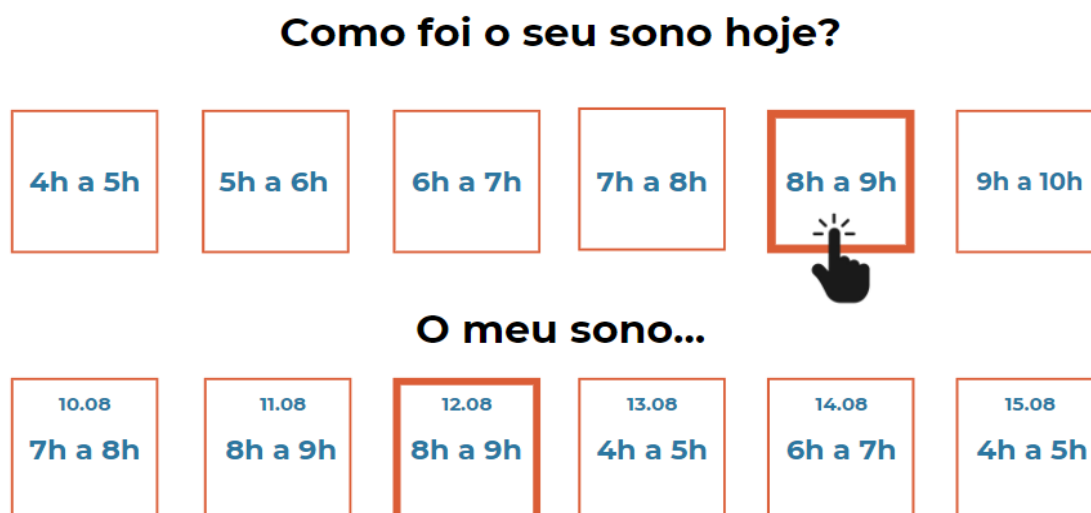 Como foi o seu sono hoje?
4h a 5h
5h a 6h
6h a 7h
7h a 8h
8h a 9h
9h a 10h
O meu sono...
10.08
7h a 8h
11.08
8h a 9h
12.08
8h a 9h
13.08
4h a 5h
14.08
6h a 7h
15.08
4h a 5h